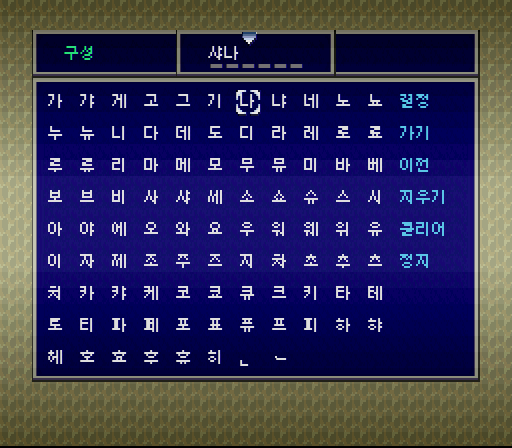 구성 샤나
가 갸 게 고 그 기 나 냐 네 노 뇨 결정
누 뉴 니 다 데 도 디 라 레 로 료 가기
루 류 리 마 메 모 무 뮤 미 바 베 이전
보 브 비 사 샤 세 소 쇼 슈 스 시 지우기
아 야 에 오 와 요 우 워 웨 위 유 클리어
이 자 제 조 주 즈 지 차 초 추 츠 정지
처 카 캬 케 코 쿄 큐 크 키 타 테
토 티 파 페 포 표 퓨 프 피 하 햐
헤 호 효 후 휴 히 ㄴ ㅡ